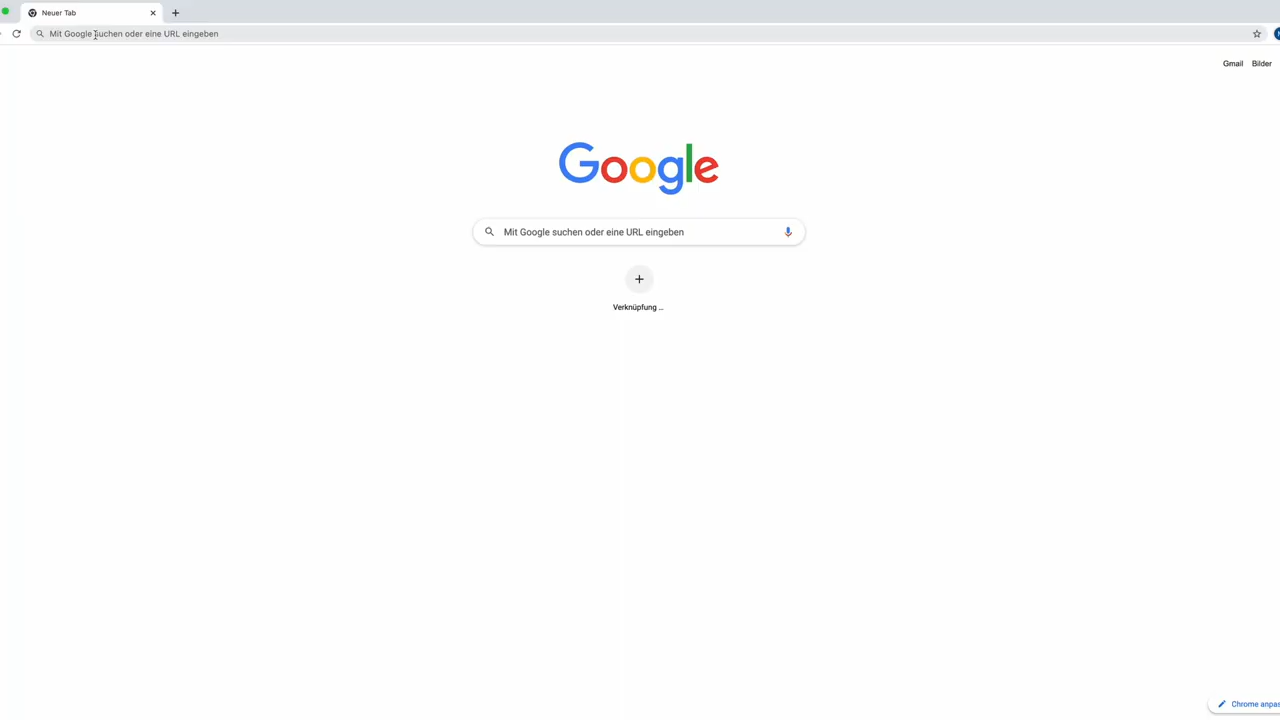 Neuer Tab
Mit Google suchen oder eine URL eingeben
Gmail Bilder
Google
Mit Google suchen oder eine URL eingeben
Verknüpfung ...
Chrome anpas